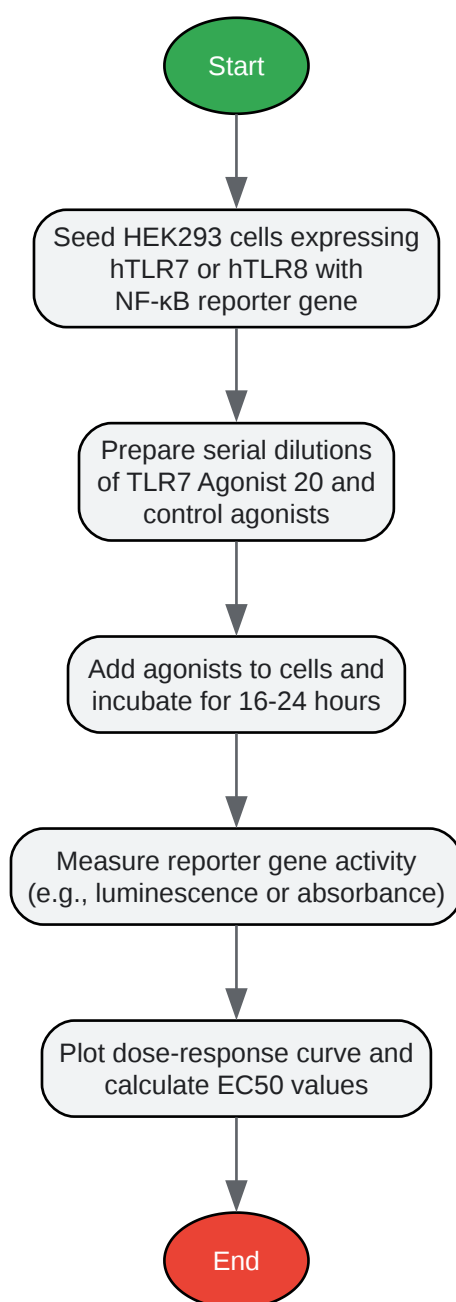 Start
Seed HEK293 cells expressing
hTLR7 or hTLR8 with
NF-κB reporter gene
Prepare serial dilutions
of TLR7 Agonist 20 and
control agonists
Add agonists to cells and
incubate for 16-24 hours
Measure reporter gene activity
(e.g., luminescence or absorbance)
Plot dose-response curve and
calculate EC50 values
End